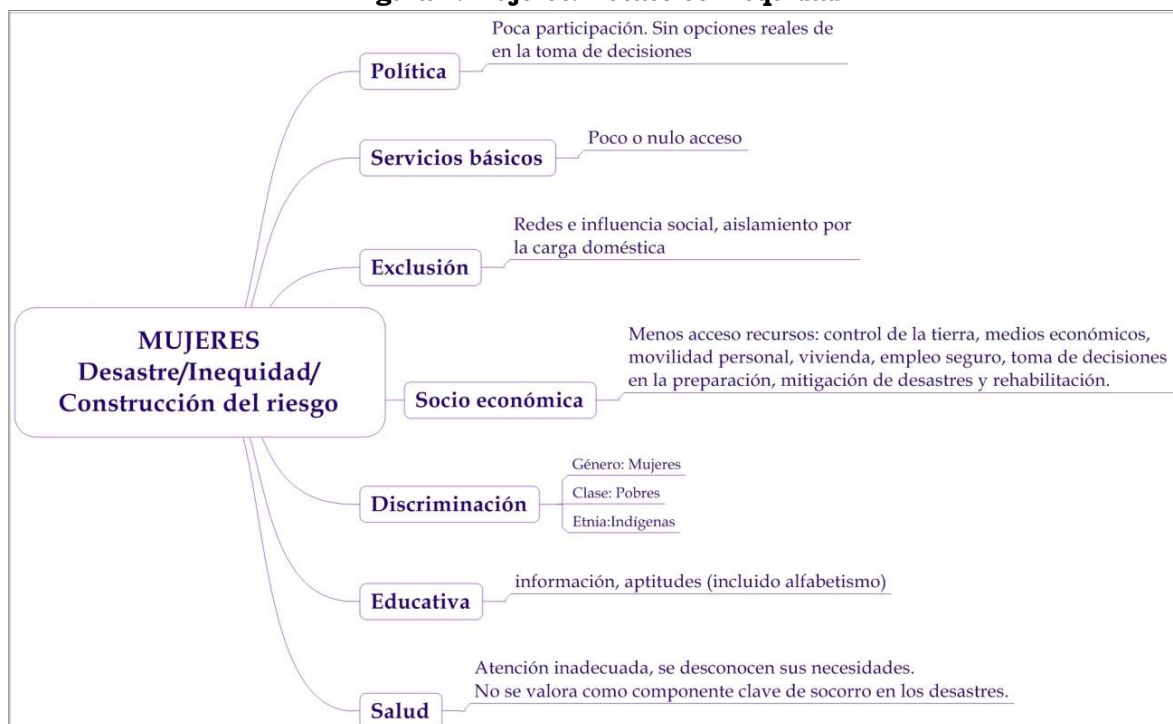 Poca participación. Sin opciones reales de
en la toma de decisiones
Política
Poco o nulo acceso
Servicios básicos
Redes e influencia social, aislamiento por
la carga doméstica
Exclusión
MUJERES
Desastre/Inequidad/
Construcción del riesgo
Menos acceso recursos: control de la tierra, medios económicos,
movilidad personal, vivienda, empleo seguro, toma de decisiones
en la preparación, mitigación de desastres y rehabilitación.
Socio económica
Género: Mujeres
Clase: Pobres
Etnia:Indígenas
Discriminación
información, aptitudes (incluido alfabetismo)
Educativa
Atención inadecuada, se desconocen sus necesidades.
No se valora como componente clave de socorro en los desastres.
Salud